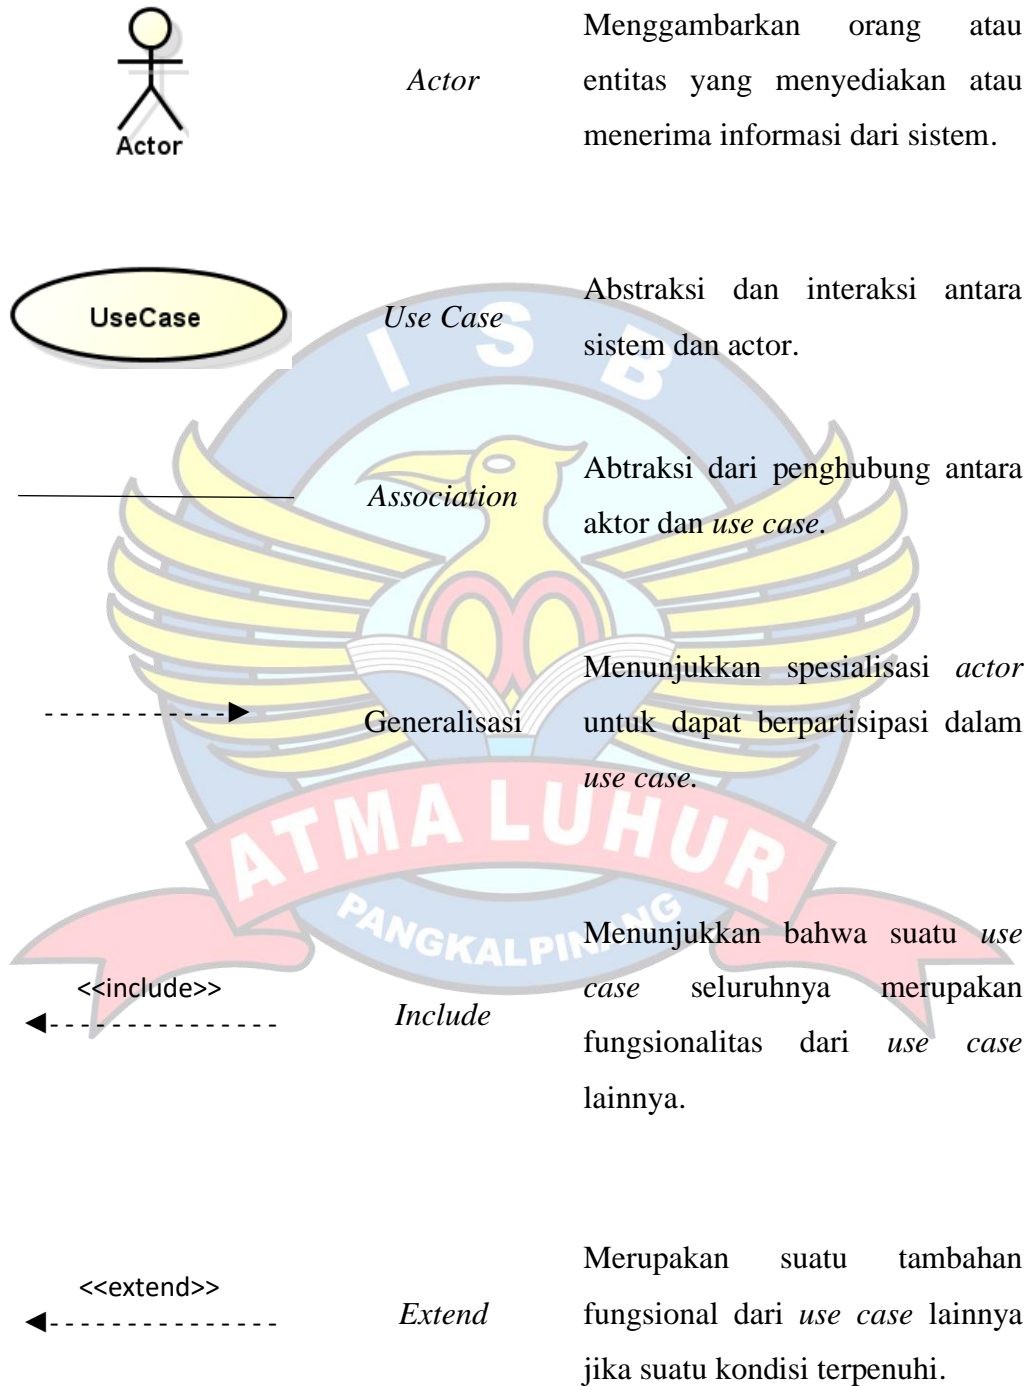 Actor
Actor
Menggambarkan orang atau
entitas yang menyediakan atau
menerima informasi dari sistem.
UseCase
Use Case
Abstraksi dan interaksi antara
sistem dan actor.
I S B
Association
Abtraksi dari penghubung antara
aktor dan use case.
Generalisasi
Menunjukkan spesialisasi actor
untuk dapat berpartisipasi dalam
use case.
ATMA LUHUR
PANGKALPINANG
<<include>>
Include
Menunjukkan bahwa suatu use
case seluruhnya merupakan
fungsionalitas dari use case
lainnya.
<<extend>>
Extend
Merupakan suatu tambahan
fungsional dari use case lainnya
jika suatu kondisi terpenuhi.